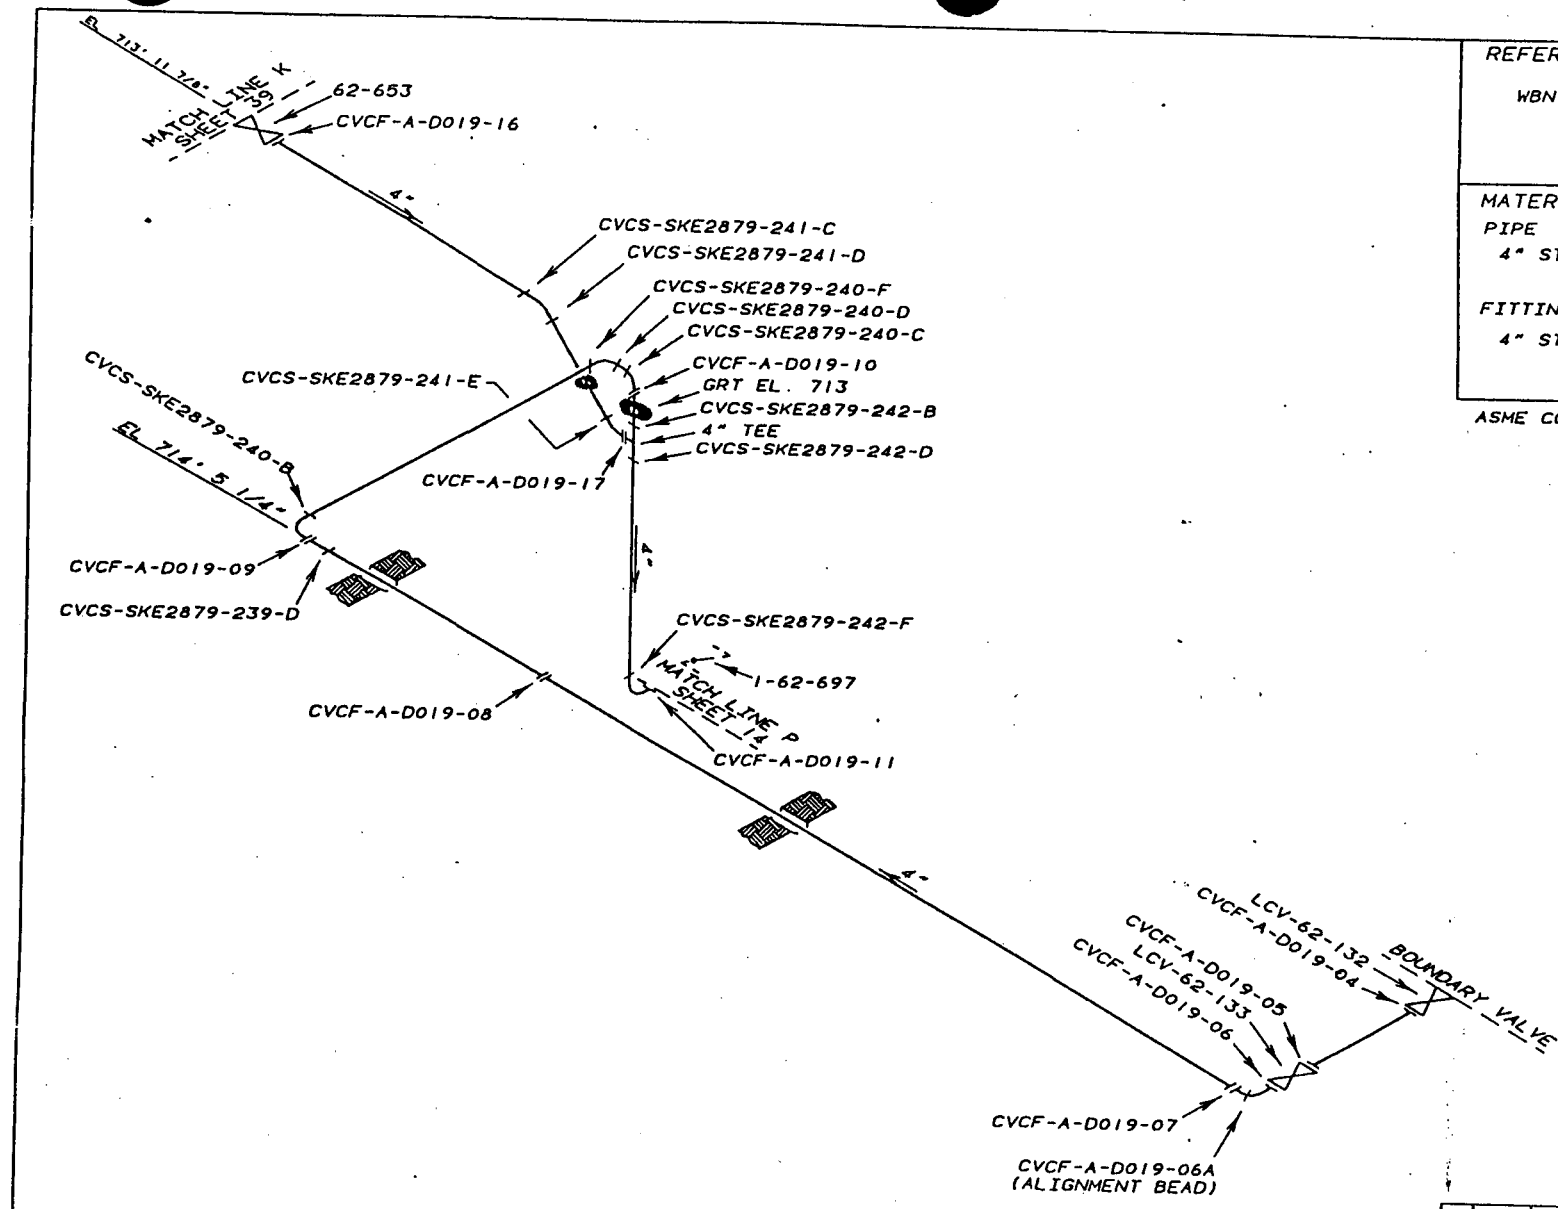 REFER
WBN
EL 713' 11 7/8"
MATCH LINE K
SHEET 39
62-653
CVCF-A-D019-16
4"
MATER
PIPE
4" ST
FITTIN
4" ST
ASME CO
CVCS-SKE2879-241-C
CVCS-SKE2879-241-D
CVCS-SKE2879-240-F
CVCS-SKE2879-240-D
CVCS-SKE2879-240-C
CVCF-A-D019-10
GRT EL. 713
CVCS-SKE2879-242-B
4" TEE
CVCS-SKE2879-242-D
CVCS-SKE2879-241-E
CVCF-A-D019-17
CVCS-SKE2879-240-B
EL 714' 5 1/4"
CVCF-A-D019-09
CVCS-SKE2879-239-D
4"
CVCS-SKE2879-242-F
1-62-697
MATCH LINE P
SHEET 14
CVCF-A-D019-11
CVCF-A-D019-08
4"
LCV-62-132
CVCF-A-D019-04
BOUNDARY VALVE
CVCF-A-D019-05
LCV-62-133
CVCF-A-D019-06
CVCF-A-D019-07
CVCF-A-D019-06A
(ALIGNMENT BEAD)